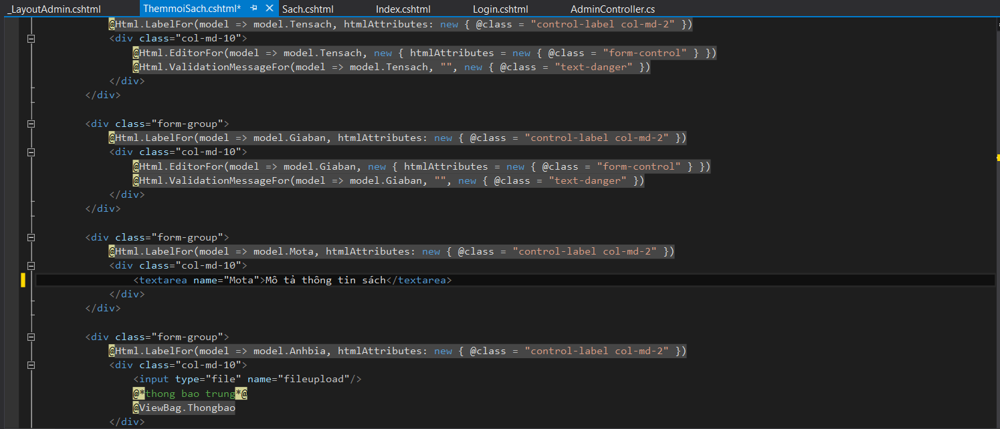 _LayoutAdmin.cshtml ThemmoiSach.cshtml* Sach.cshtml Index.cshtml Login.cshtml AdminController.cs
@Html.LabelFor(model => model.Tensach, htmlAttributes: new { @class = "control-label col-md-2" })
<div class="col-md-10">
@Html.EditorFor(model => model.Tensach, new { htmlAttributes = new { @class = "form-control" } })
@Html.ValidationMessageFor(model => model.Tensach, "", new { @class = "text-danger" })
</div>
</div>
<div class="form-group">
@Html.LabelFor(model => model.Giaban, htmlAttributes: new { @class = "control-label col-md-2" })
<div class="col-md-10">
@Html.EditorFor(model => model.Giaban, new { htmlAttributes = new { @class = "form-control" } })
@Html.ValidationMessageFor(model => model.Giaban, "", new { @class = "text-danger" })
</div>
</div>
<div class="form-group">
@Html.LabelFor(model => model.Mota, htmlAttributes: new { @class = "control-label col-md-2" })
<div class="col-md-10">
<textarea name="Mota">Mô tả thông tin sách</textarea>
</div>
</div>
<div class="form-group">
@Html.LabelFor(model => model.Anhbia, htmlAttributes: new { @class = "control-label col-md-2" })
<div class="col-md-10">
<input type="file" name="fileupload"/>
@*thong bao trung*@
@ViewBag.Thongbao
</div>